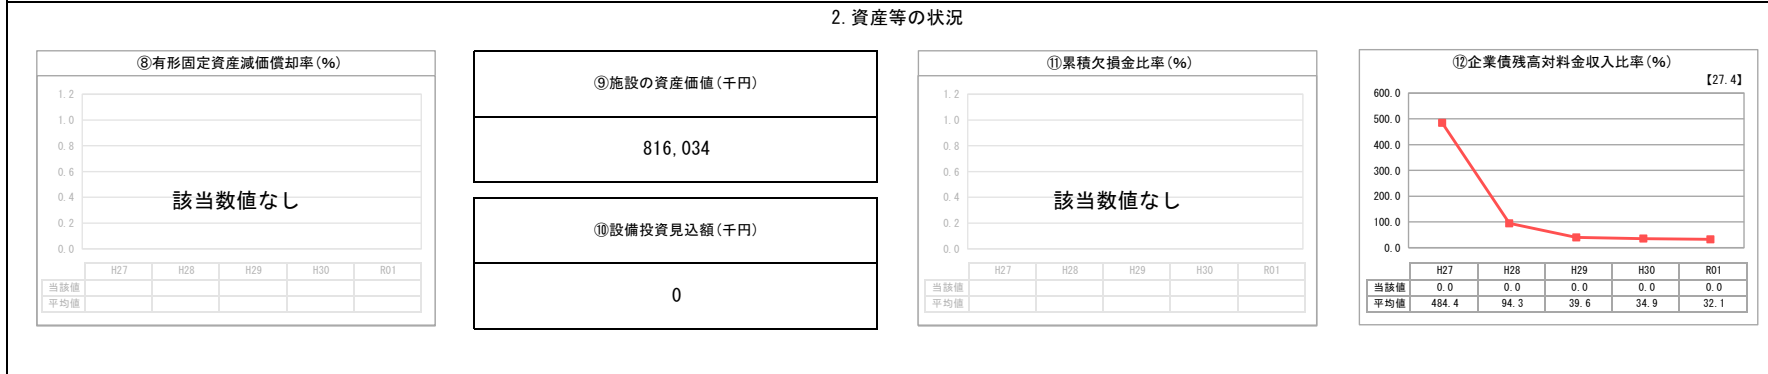 2. 資産等の状況
⑧有形固定資産減価償却率(%)
1.2
1.0
0.8
0.6
0.4
0.2
0.0
該当数値なし
H27 H28 H29 H30 R01
当該値
平均値
⑨施設の資産価値(千円)
816,034
⑩設備投資見込額(千円)
0
⑪累積欠損金比率(%)
1.2
1.0
0.8
0.6
0.4
0.2
0.0
該当数値なし
H27 H28 H29 H30 R01
当該値
平均値
⑫企業債残高対料金収入比率(%)
【27.4】
600.0
500.0
400.0
300.0
200.0
100.0
0.0
H27 H28 H29 H30 R01
当該値 0.0 0.0 0.0 0.0 0.0
平均値 484.4 94.3 39.6 34.9 32.1